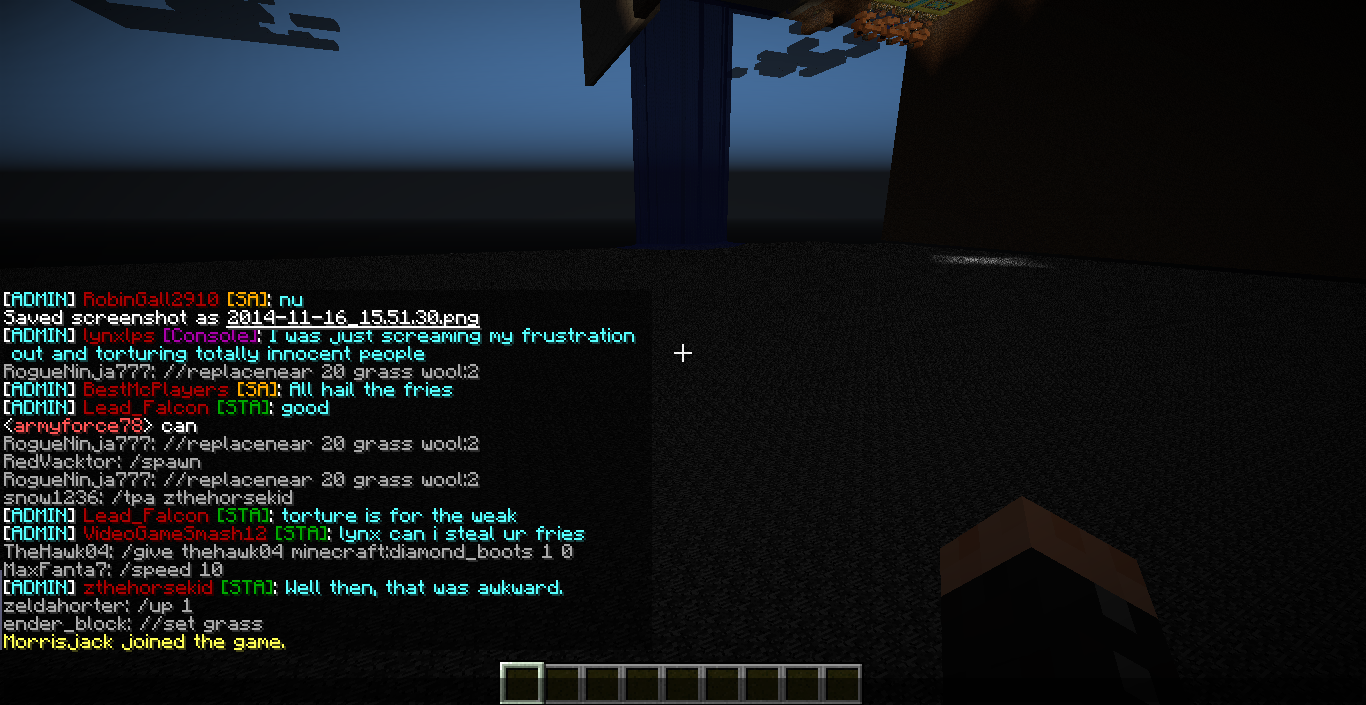 [ADMIN] RobinGall2910 [SA]: nu
Saved screenshot as 2014-11-16_15.51.30.png
[ADMIN] lynxlps [Console]: I was just screaming my frustration
out and torturing totally innocent people
RogueNinja777: //replacenear 20 grass wool:2
[ADMIN] BestMcPlayers [SA]: All hail the fries
[ADMIN] Lead_Falcon [STA]: good
<armyforce78> can
RogueNinja777: //replacenear 20 grass wool:2
RedVacktor: /spawn
RogueNinja777: //replacenear 20 grass wool:2
snow1236: /tpa zthehorsekid
[ADMIN] Lead_Falcon [STA]: torture is for the weak
[ADMIN] VideoGameSmash12 [STA]: lynx can i steal ur fries
TheHawk04: /give thehawk04 minecraft:diamond_boots 1 0
MaxFanta7: /speed 10
[ADMIN] zthehorsekid [STA]: Well then, that was awkward.
zeldahorter: /up 1
ender_block: //set grass
Morrisjack joined the game.